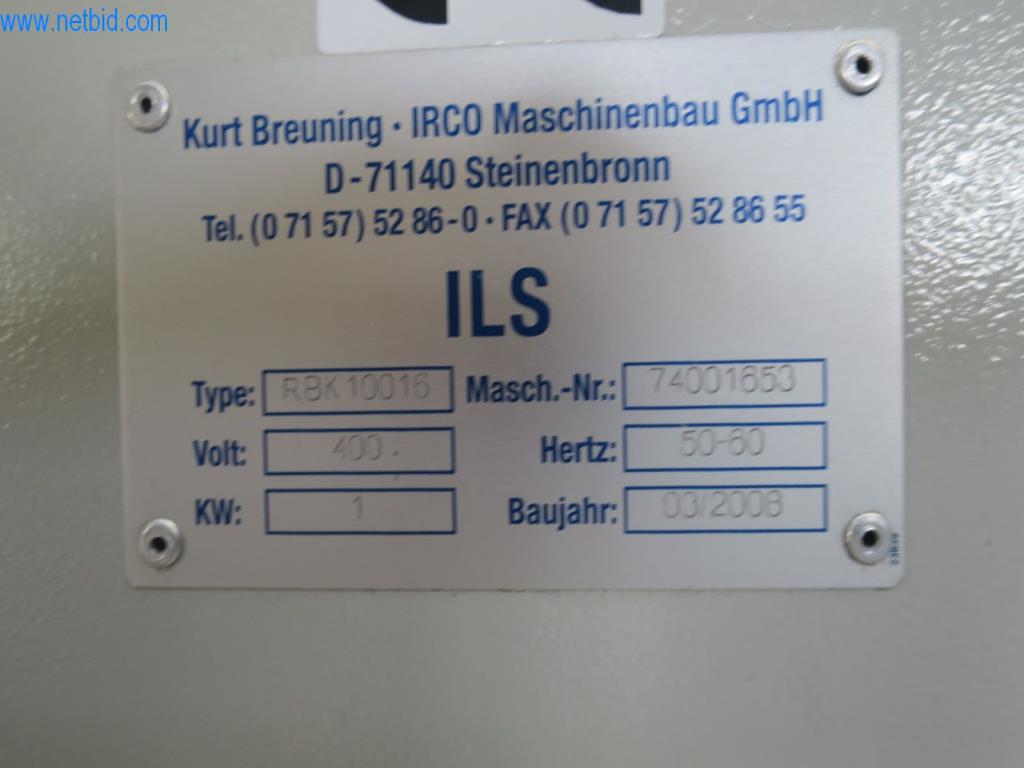 www.netbid.com
Kurt Breuning · IRCO Maschinenbau GmbH
D-71140 Steinenbronn
Tel. (0 71 57) 52 86-0 · FAX (0 71 57) 52 86 55
ILS
Type: RBK10016 Masch.-Nr.: 74001653
Volt: 400. Hertz: 50-60
KW: 1 Baujahr: 03/2008